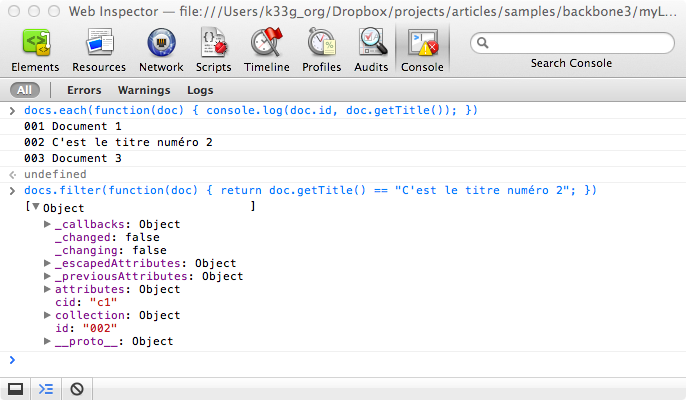 Web Inspector — file:///Users/k33g_org/Dropbox/projects/articles/samples/backbone3/myL...
Elements Resources Network Scripts Timeline Profiles Audits Console Search Console
All Errors Warnings Logs
> docs.each(function(doc) { console.log(doc.id, doc.getTitle()); })
001 Document 1
002 C'est le titre numéro 2
003 Document 3
undefined
> docs.filter(function(doc) { return doc.getTitle() == "C'est le titre numéro 2"; })
[▼Object ]
▶_callbacks: Object
_changed: false
_changing: false
▶_escapedAttributes: Object
▶_previousAttributes: Object
▶attributes: Object
cid: "c1"
▶collection: Object
id: "002"
▶__proto__: Object
>